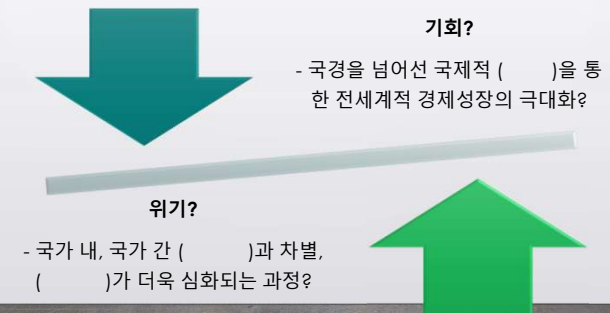 기회?
- 국경을 넘어선 국제적 (        )을 통
한 전세계적 경제성장의 극대화?
위기?
- 국가 내, 국가 간 (        )과 차별,
(        )가 더욱 심화되는 과정?